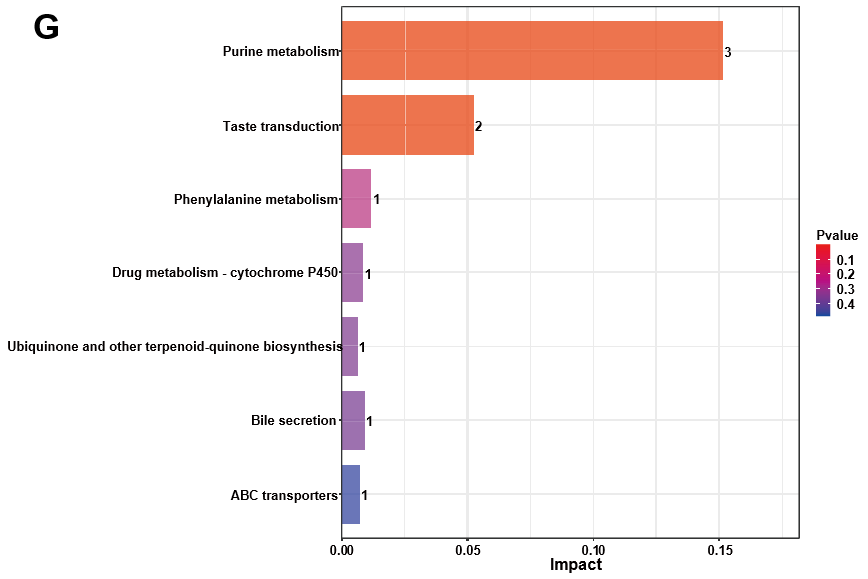 G
Purine metabolism
3
Taste transduction
2
Phenylalanine metabolism
1
Drug metabolism - cytochrome P450
1
Ubiquinone and other terpenoid-quinone biosynthesis
1
Bile secretion
1
ABC transporters
1
0.00 0.05 0.10 0.15
Impact
Pvalue
0.1
0.2
0.3
0.4